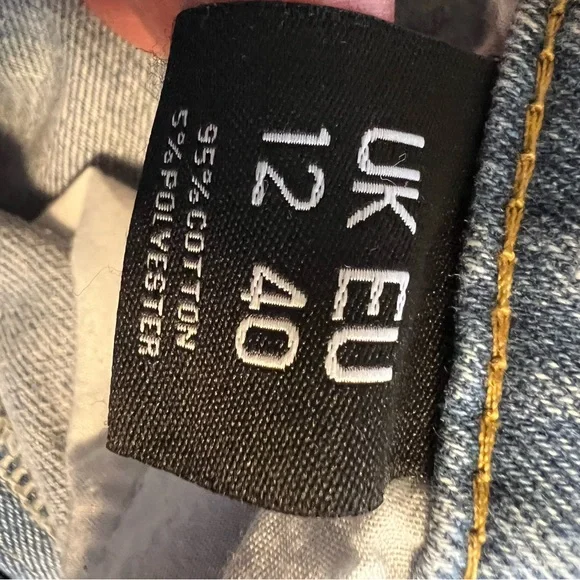 UK EU
12 40
95% COTTON
5% POLYESTER